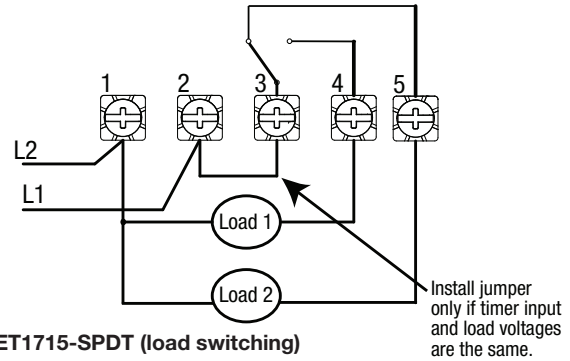 1 2 3 4 5
L2
L1
Load 1
Load 2
Install jumper
only if timer input
and load voltages
are the same.
ET1715-SPDT (load switching)